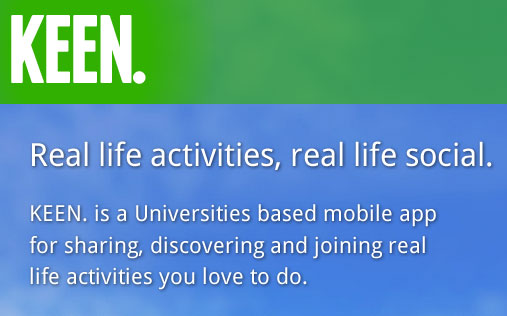 KEEN.
Real life activities, real life social.
KEEN. is a Universities based mobile app
for sharing, discovering and joining real
life activities you love to do.